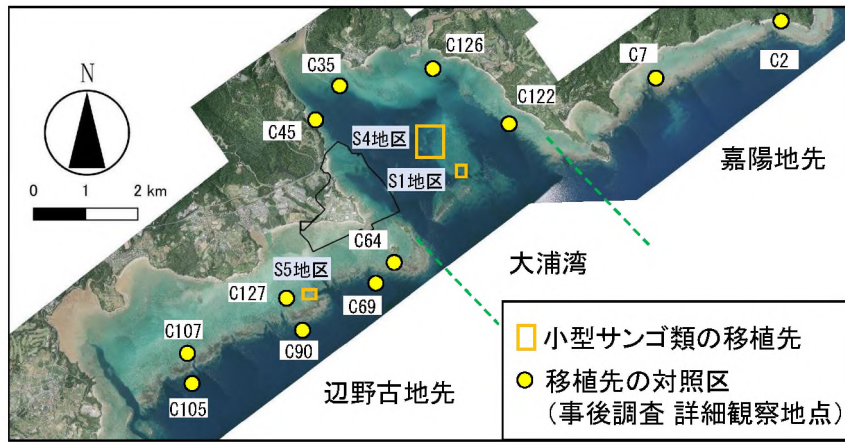 N
0 1 2 km
C35
C126
C7
C2
C45
C122
S4地区
S1地区
嘉陽地先
C64
大浦湾
S5地区
C127
C69
C107
C90
C105
辺野古地先
小型サンゴ類の移植先
移植先の対照区
(事後調査 詳細観察地点)